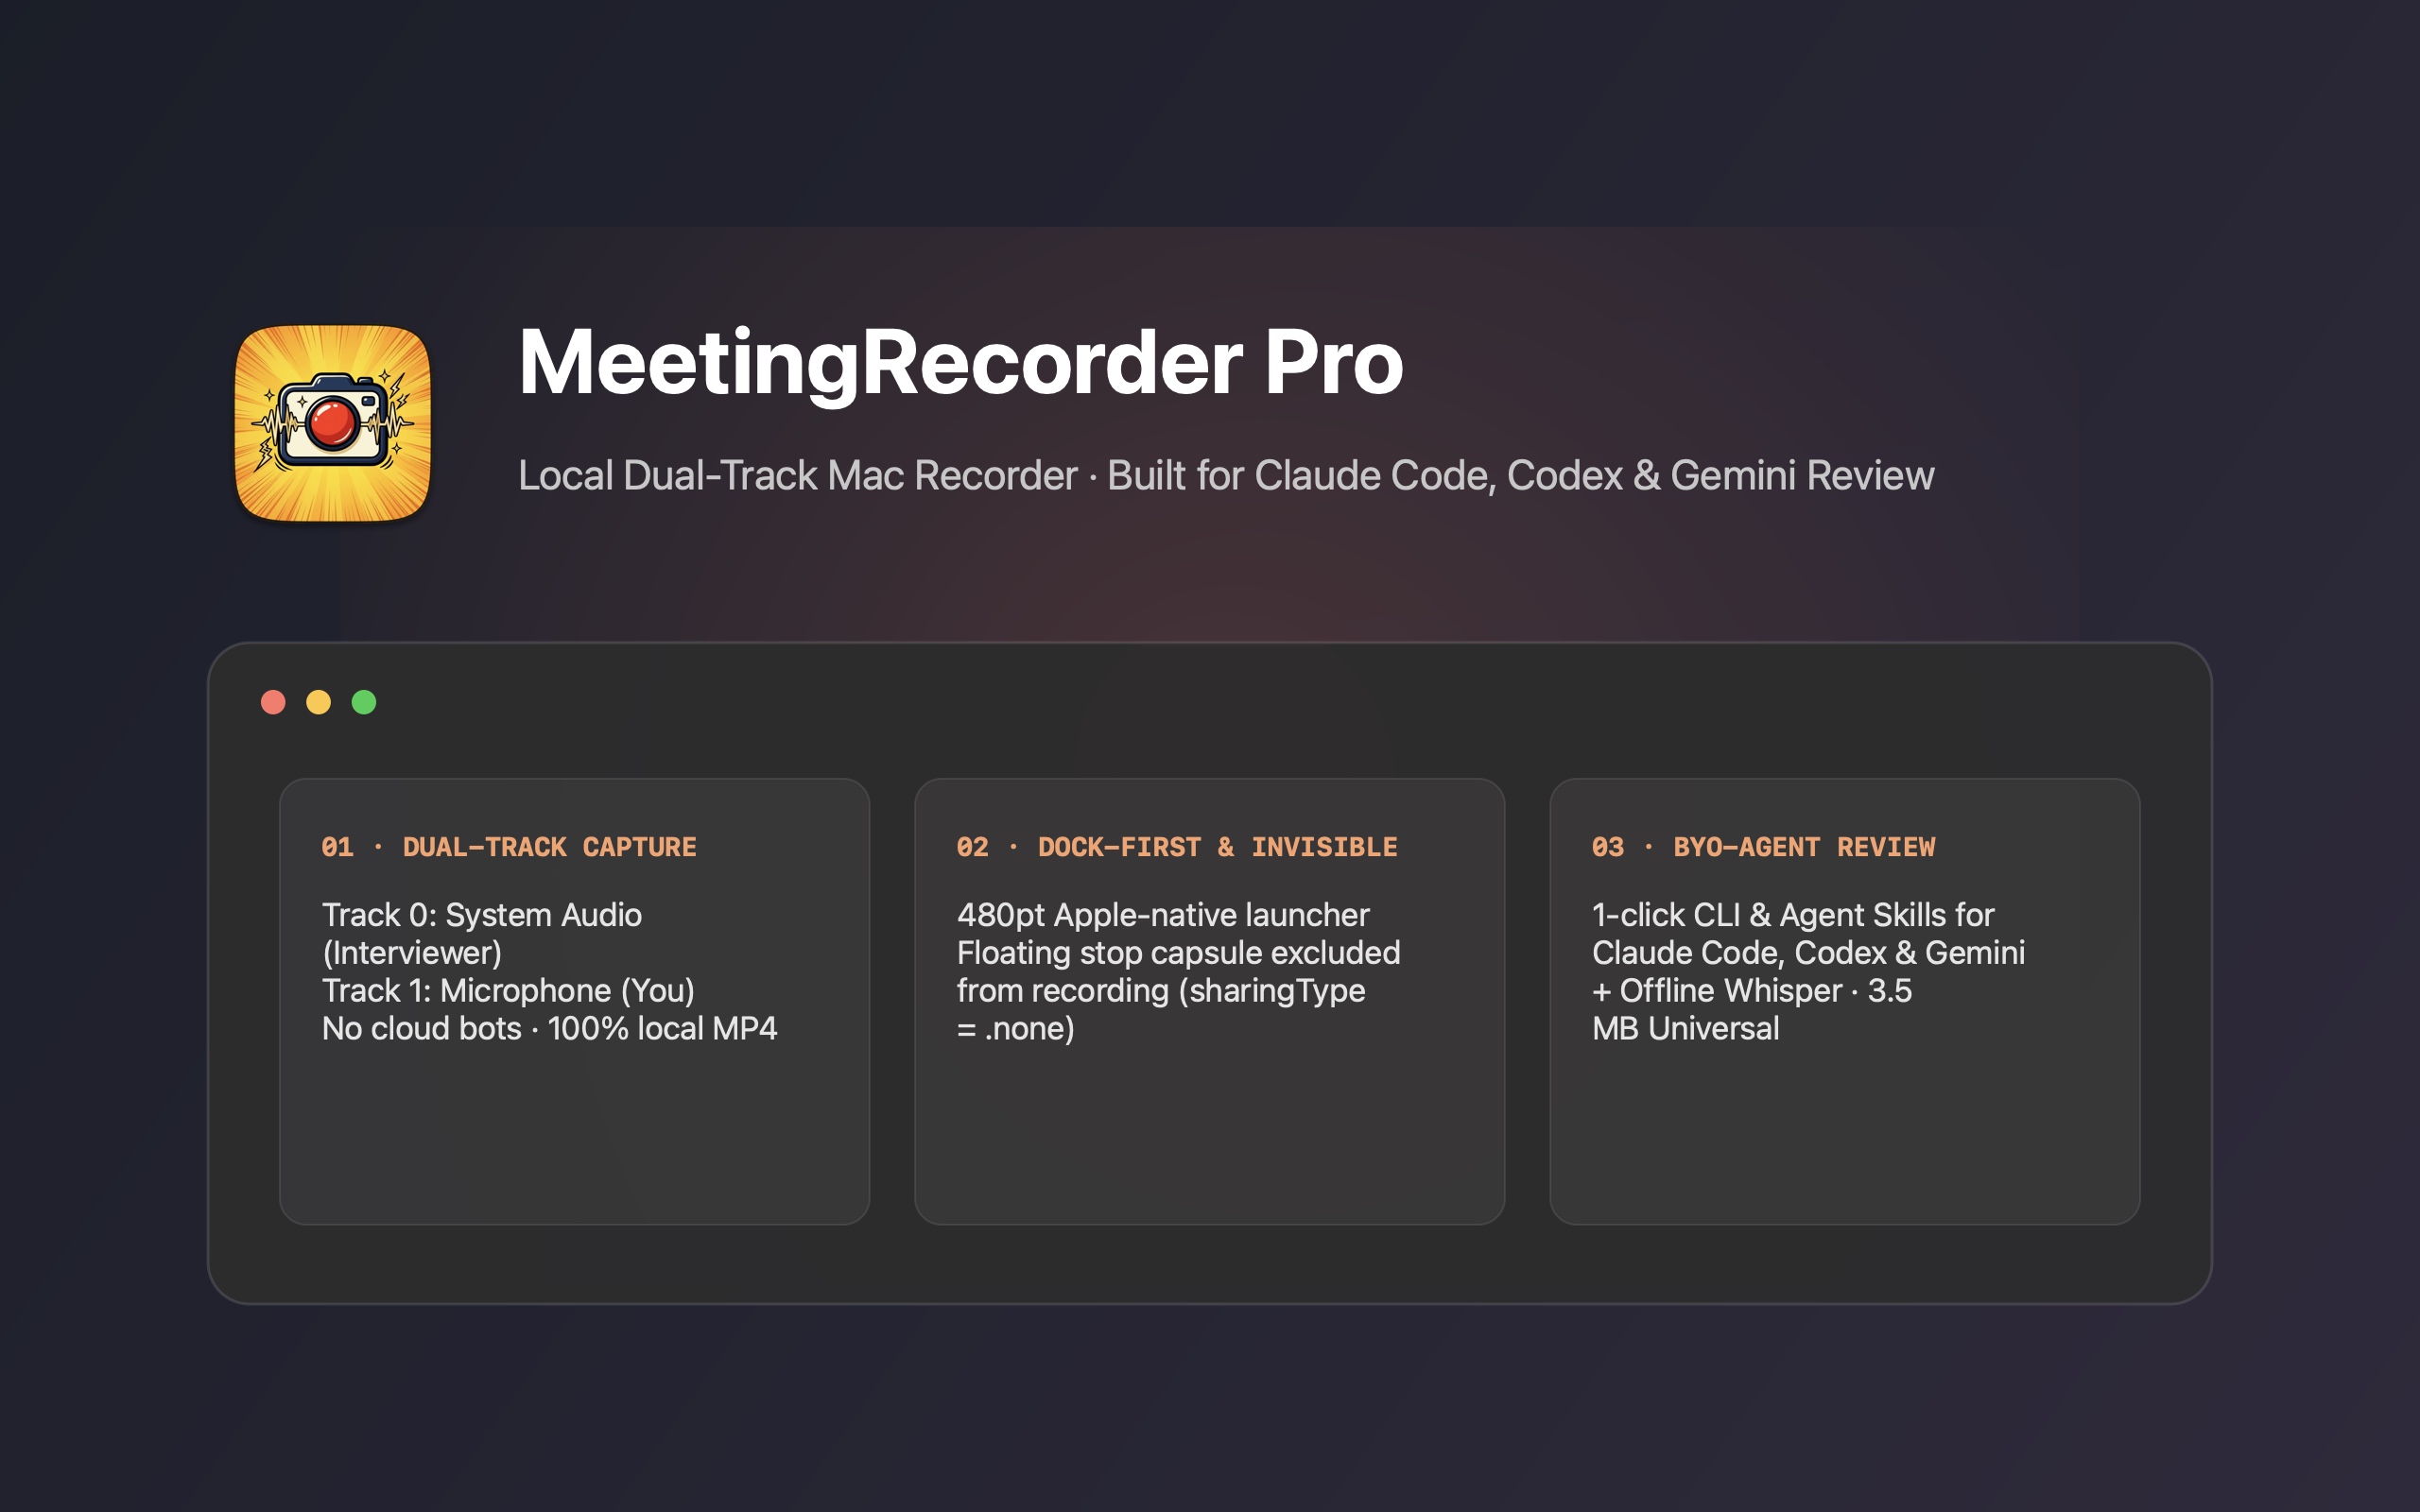 MeetingRecorder Pro
Local Dual-Track Mac Recorder · Built for Claude Code, Codex & Gemini Review
01 · DUAL-TRACK CAPTURE
Track 0: System Audio
(Interviewer)
Track 1: Microphone (You)
No cloud bots · 100% local MP4
02 · DOCK-FIRST & INVISIBLE
480pt Apple-native launcher
Floating stop capsule excluded
from recording (sharingType
= .none)
03 · BYO-AGENT REVIEW
1-click CLI & Agent Skills for
Claude Code, Codex & Gemini
+ Offline Whisper · 3.5
MB Universal